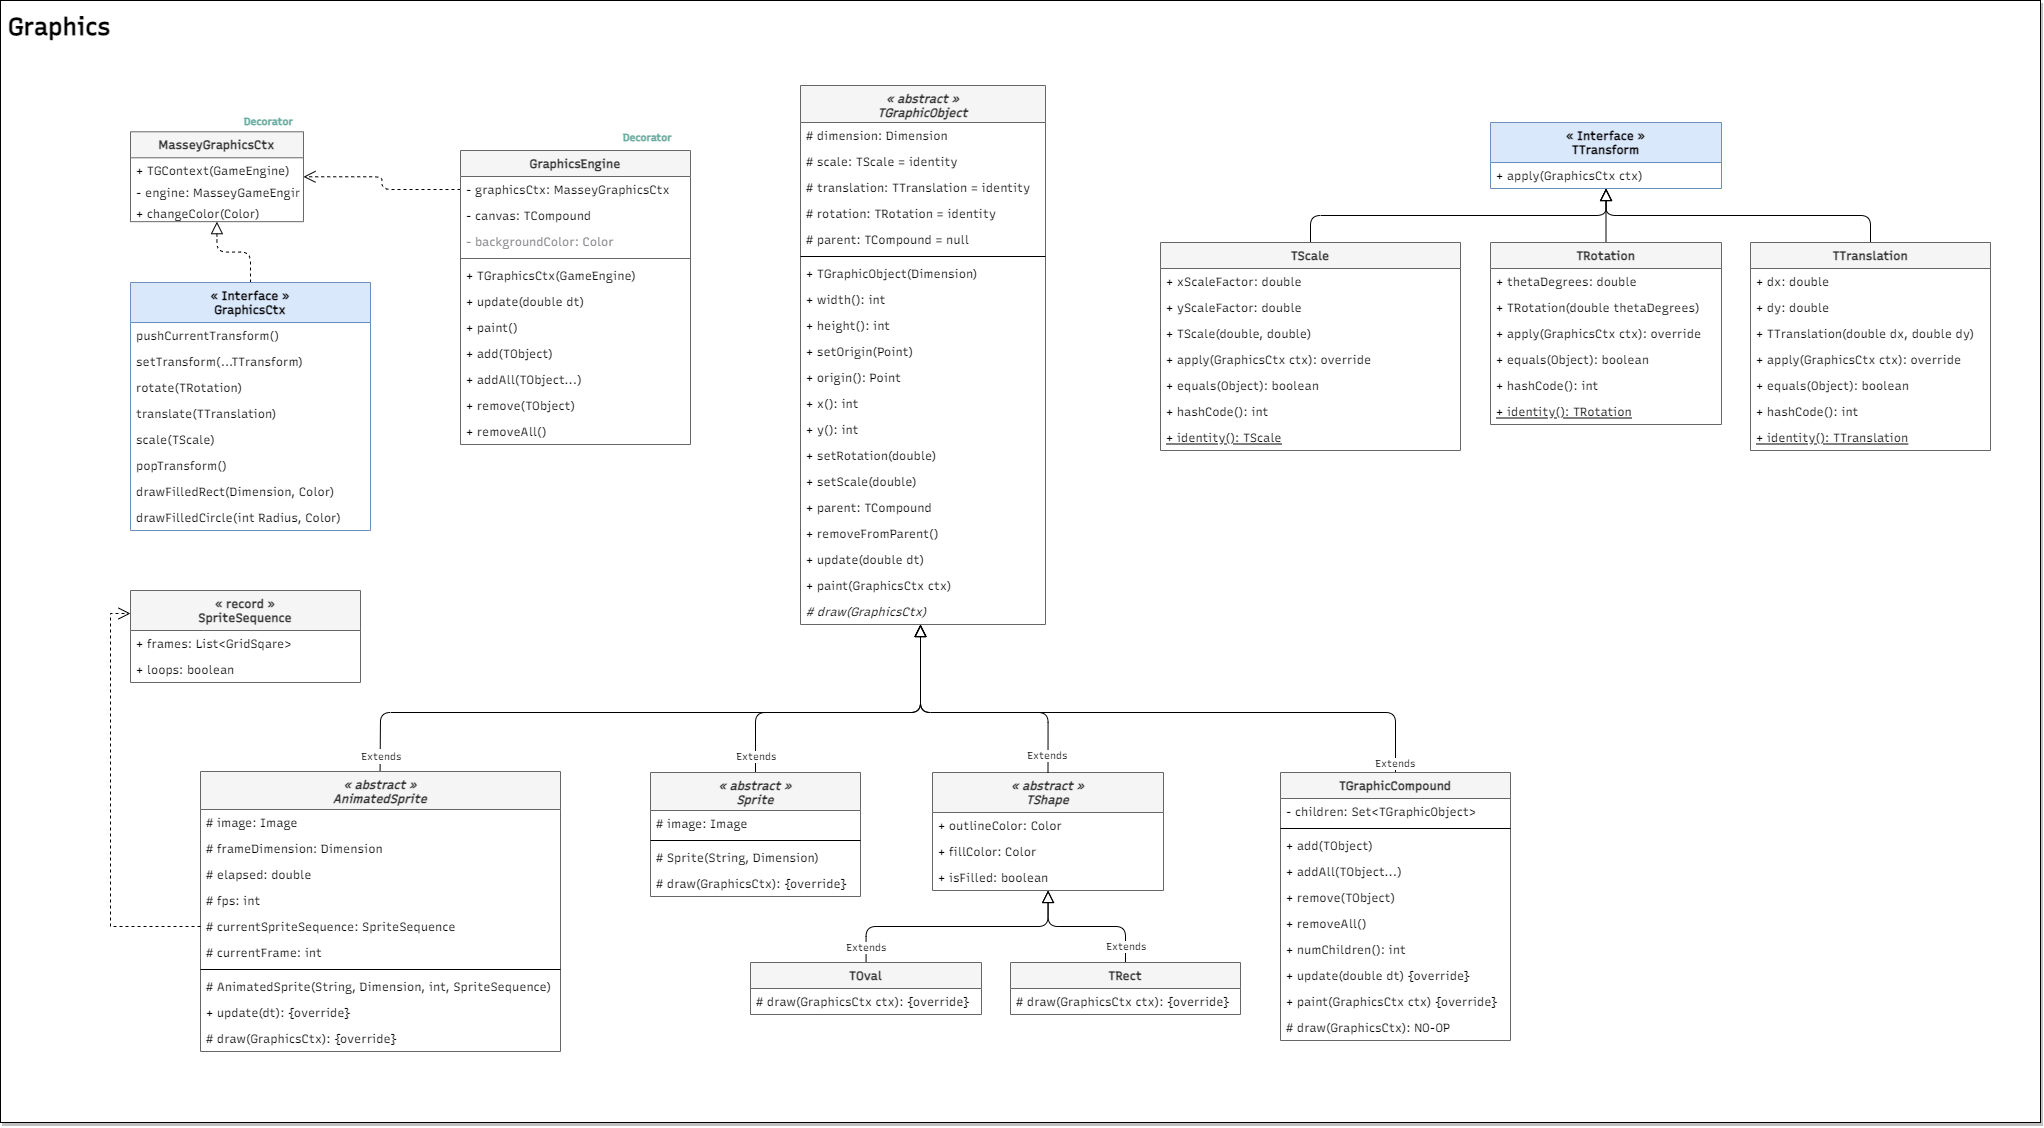 Graphics
Decorator
MasseyGraphicsCtx
+ TGContext(GameEngine)
- engine: MasseyGameEngir
+ changeColor(Color)
« Interface »
GraphicsCtx
pushCurrentTransform()
setTransform(...TTransform)
rotate(TRotation)
translate(TTranslation)
scale(TScale)
popTransform()
drawFilledRect(Dimension, Color)
drawFilledCircle(int Radius, Color)
Decorator
GraphicsEngine
- graphicsCtx: MasseyGraphicsCtx
- canvas: TCompound
- backgroundColor: Color
+ TGraphicsCtx(GameEngine)
+ update(double dt)
+ paint()
+ add(TObject)
+ addAll(TObject...)
+ remove(TObject)
+ removeAll()
« abstract »
TGraphicObject
# dimension: Dimension
# scale: TScale = identity
# translation: TTranslation = identity
# rotation: TRotation = identity
# parent: TCompound = null
+ TGraphicObject(Dimension)
+ width(): int
+ height(): int
+ setOrigin(Point)
+ origin(): Point
+ x(): int
+ y(): int
+ setRotation(double)
+ setScale(double)
+ parent: TCompound
+ removeFromParent()
+ update(double dt)
+ paint(GraphicsCtx ctx)
# draw(GraphicsCtx)
« Interface »
TTransform
+ apply(GraphicsCtx ctx)
TScale
+ xScaleFactor: double
+ yScaleFactor: double
+ TScale(double, double)
+ apply(GraphicsCtx ctx): override
+ equals(Object): boolean
+ hashCode(): int
+ identity(): TScale
TRotation
+ thetaDegrees: double
+ TRotation(double thetaDegrees)
+ apply(GraphicsCtx ctx): override
+ equals(Object): boolean
+ hashCode(): int
+ identity(): TRotation
TTranslation
+ dx: double
+ dy: double
+ TTranslation(double dx, double dy)
+ apply(GraphicsCtx ctx): override
+ equals(Object): boolean
+ hashCode(): int
+ identity(): TTranslation
« record »
SpriteSequence
+ frames: List<GridSqare>
+ loops: boolean
Extends
« abstract »
AnimatedSprite
# image: Image
# frameDimension: Dimension
# elapsed: double
# fps: int
# currentSpriteSequence: SpriteSequence
# currentFrame: int
# AnimatedSprite(String, Dimension, int, SpriteSequence)
+ update(dt): {override}
# draw(GraphicsCtx): {override}
Extends
« abstract »
Sprite
# image: Image
# Sprite(String, Dimension)
# draw(GraphicsCtx): {override}
Extends
« abstract »
TShape
+ outlineColor: Color
+ fillColor: Color
+ isFilled: boolean
Extends
TOval
# draw(GraphicsCtx ctx): {override}
Extends
TRect
# draw(GraphicsCtx ctx): {override}
Extends
TGraphicCompound
- children: Set<TGraphicObject>
+ add(TObject)
+ addAll(TObject...)
+ remove(TObject)
+ removeAll()
+ numChildren(): int
+ update(double dt) {override}
+ paint(GraphicsCtx ctx) {override}
# draw(GraphicsCtx): NO-OP